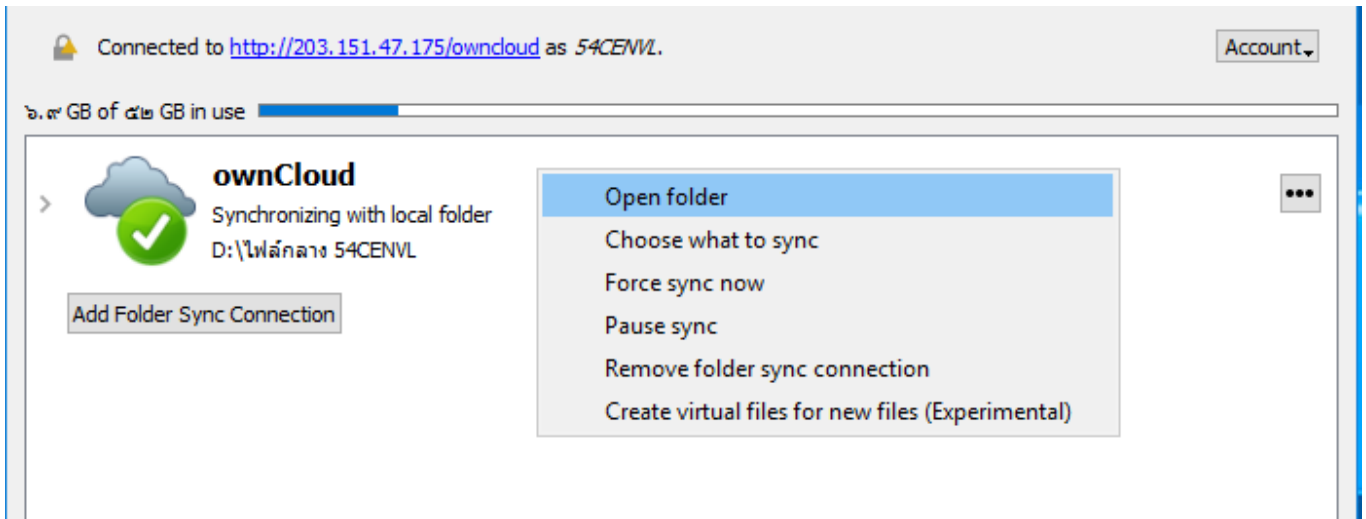 Connected to http://203.151.47.175/owncloud as 54CENVL.
Account
๖.๙ GB of ๕๒ GB in use
ownCloud
Synchronizing with local folder
D:\ไฟล์กลาง 54CENVL
Add Folder Sync Connection
Open folder
Choose what to sync
Force sync now
Pause sync
Remove folder sync connection
Create virtual files for new files (Experimental)